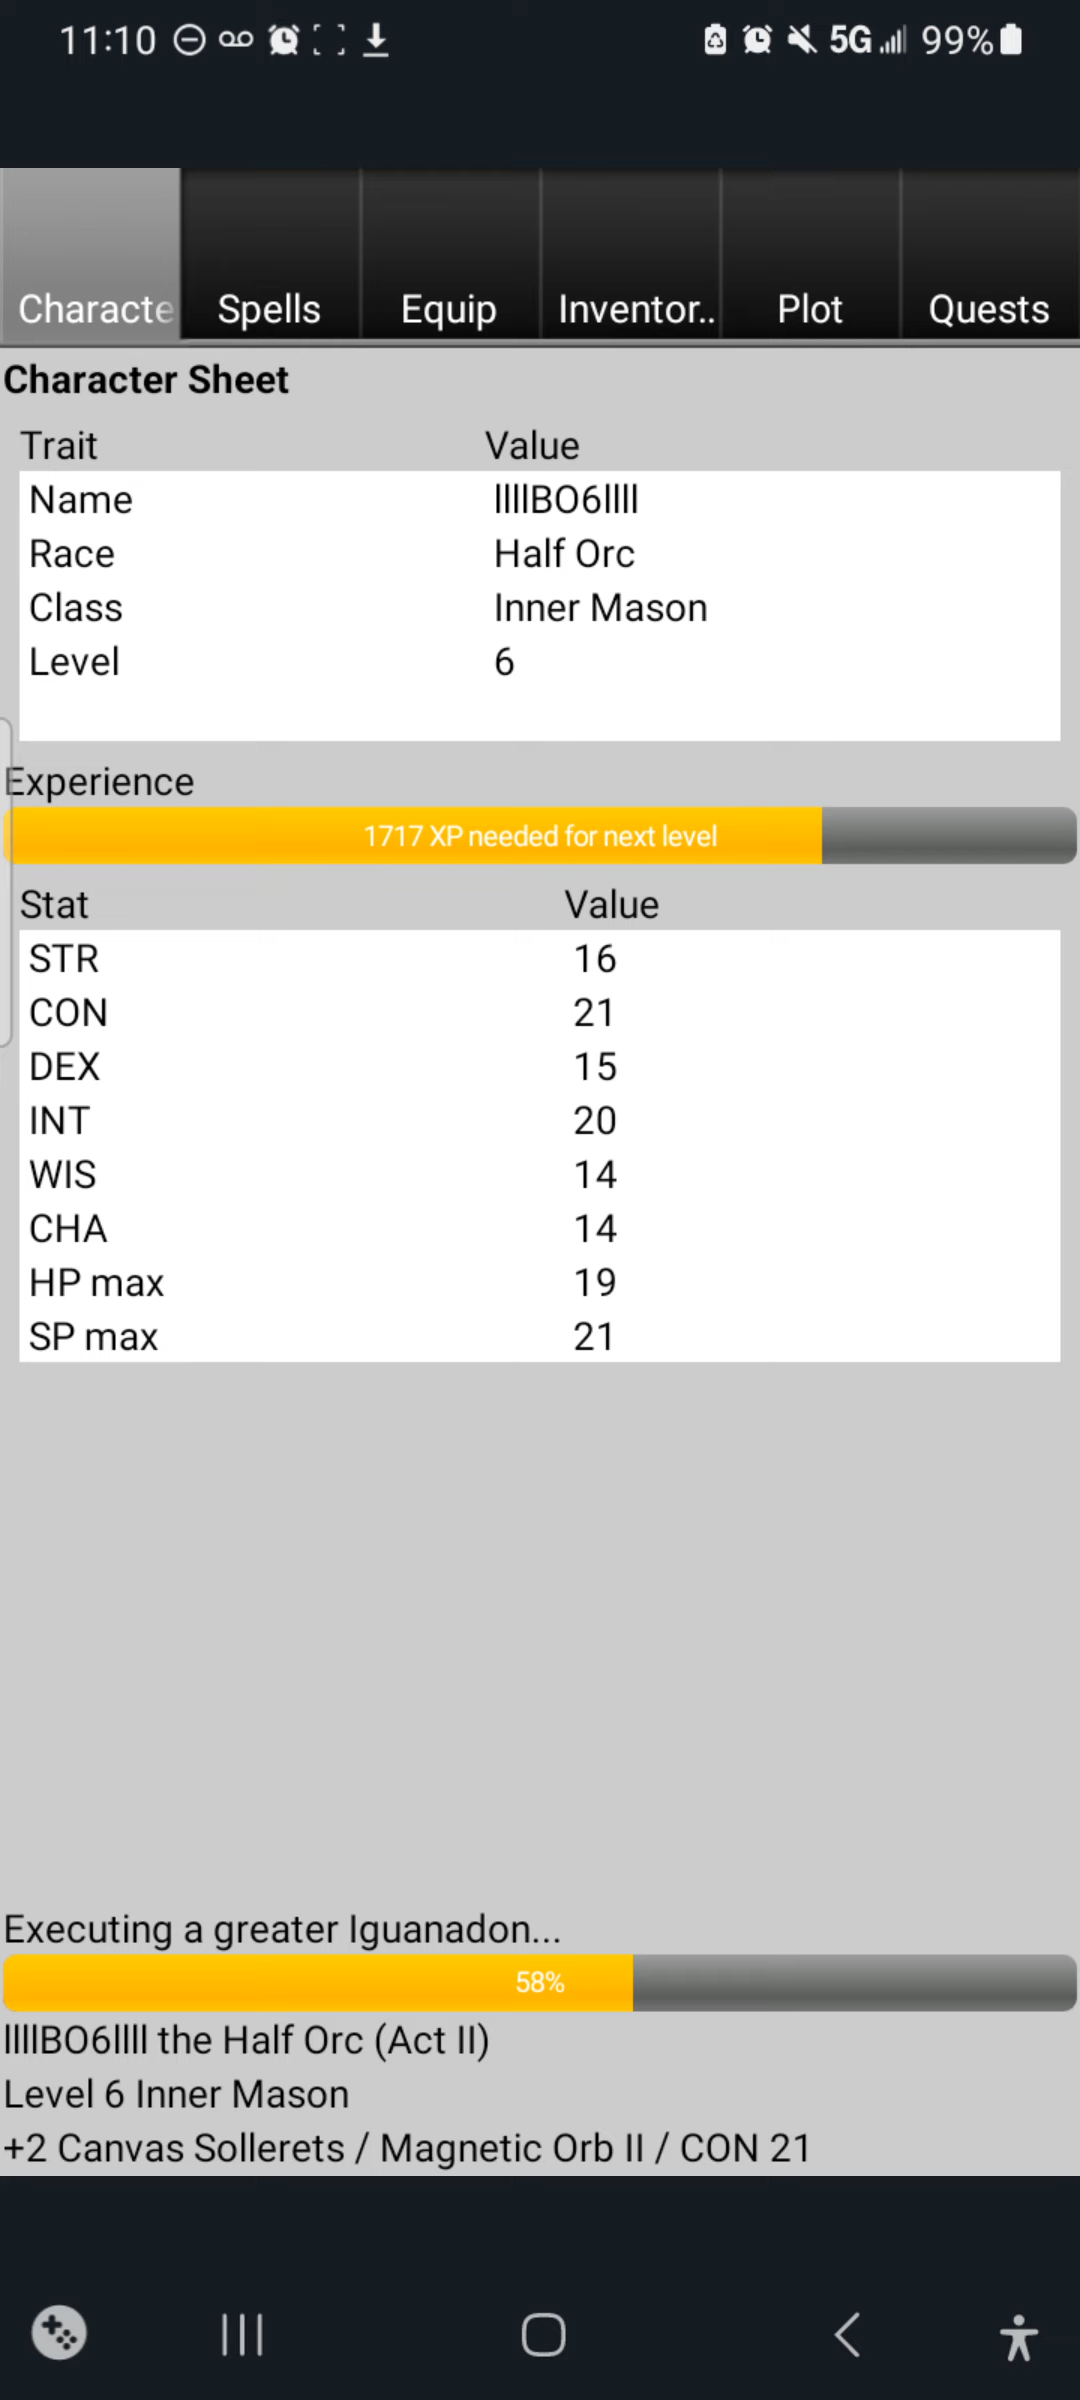 11:10 5G 99%
Characte Spells Equip Inventor.. Plot Quests
Character Sheet
Trait Value
Name llllBO6llll
Race Half Orc
Class Inner Mason
Level 6
Experience
1717 XP needed for next level
Stat Value
STR 16
CON 21
DEX 15
INT 20
WIS 14
CHA 14
HP max 19
SP max 21
Executing a greater Iguanadon...
58%
llllBO6llll the Half Orc (Act II)
Level 6 Inner Mason
+2 Canvas Sollerets / Magnetic Orb II / CON 21